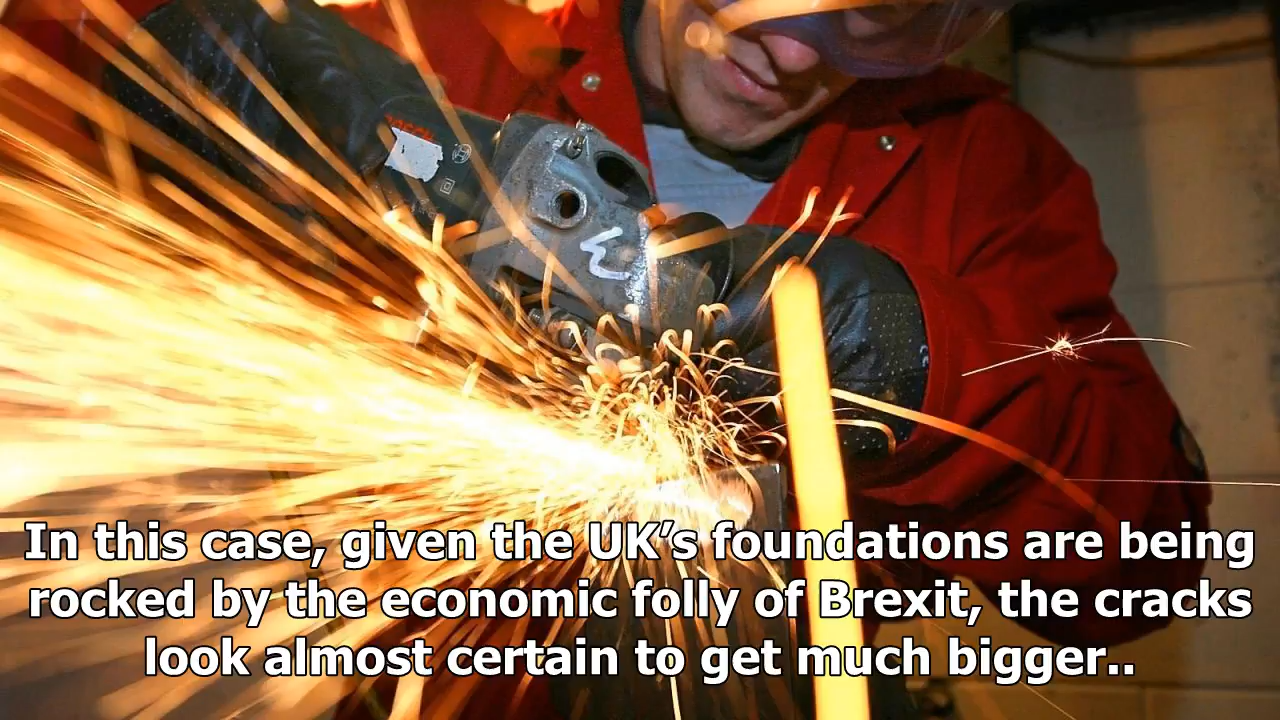 BOSCH
In this case, given the UK’s foundations are being
rocked by the economic folly of Brexit, the cracks
look almost certain to get much bigger..